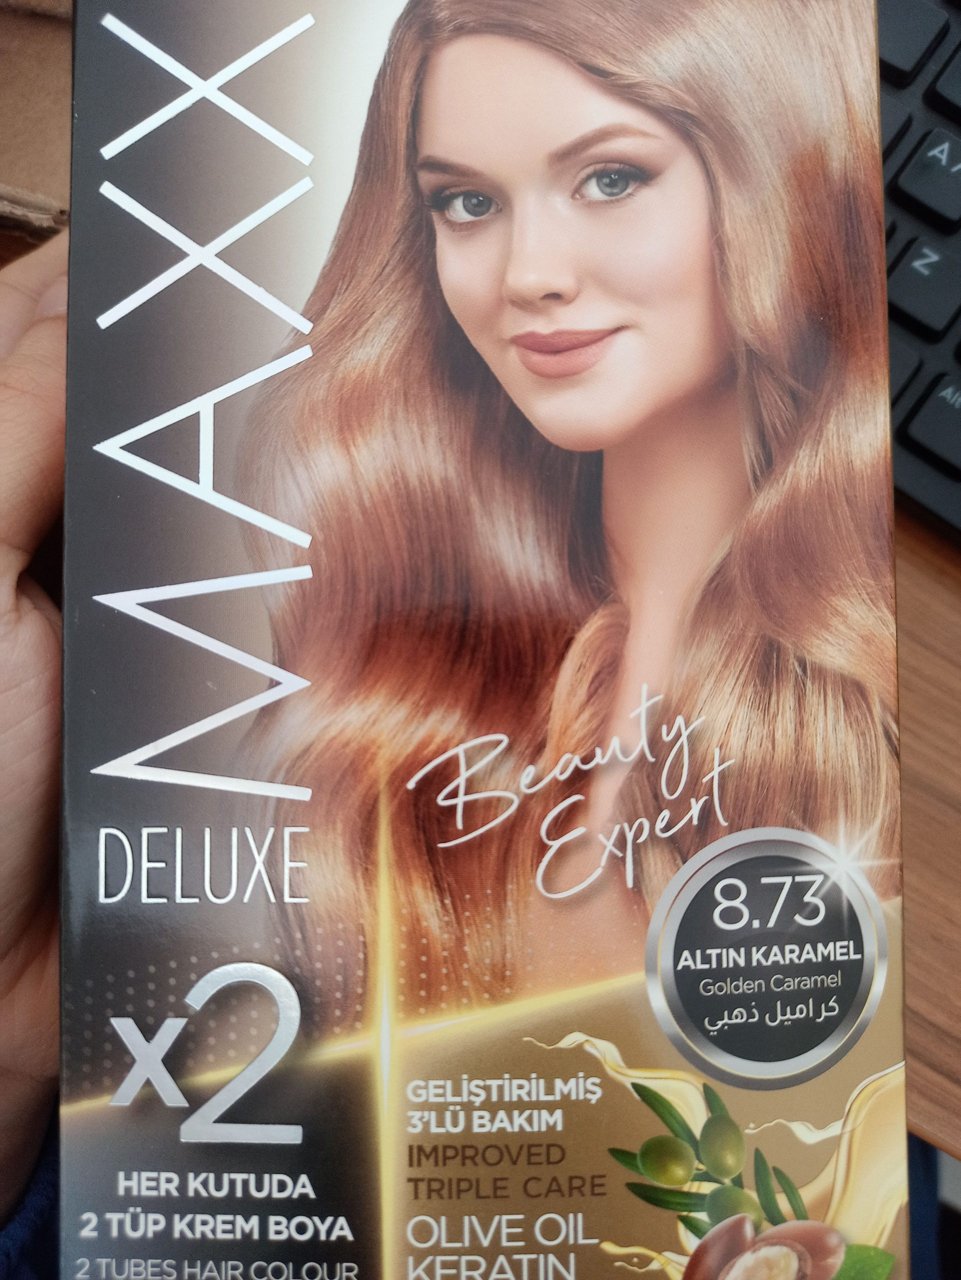 MAXX
DELUXE
Beauty
Expert
8.73
ALTIN KARAMEL
Golden Caramel
كراميل ذهبي
x2
HER KUTUDA
2 TÜP KREM BOYA
2 TUBES HAIR COLOUR
GELİŞTİRİLMİŞ
3'LÜ BAKIM
IMPROVED
TRIPLE CARE
OLIVE OIL
KERATIN
A
Z